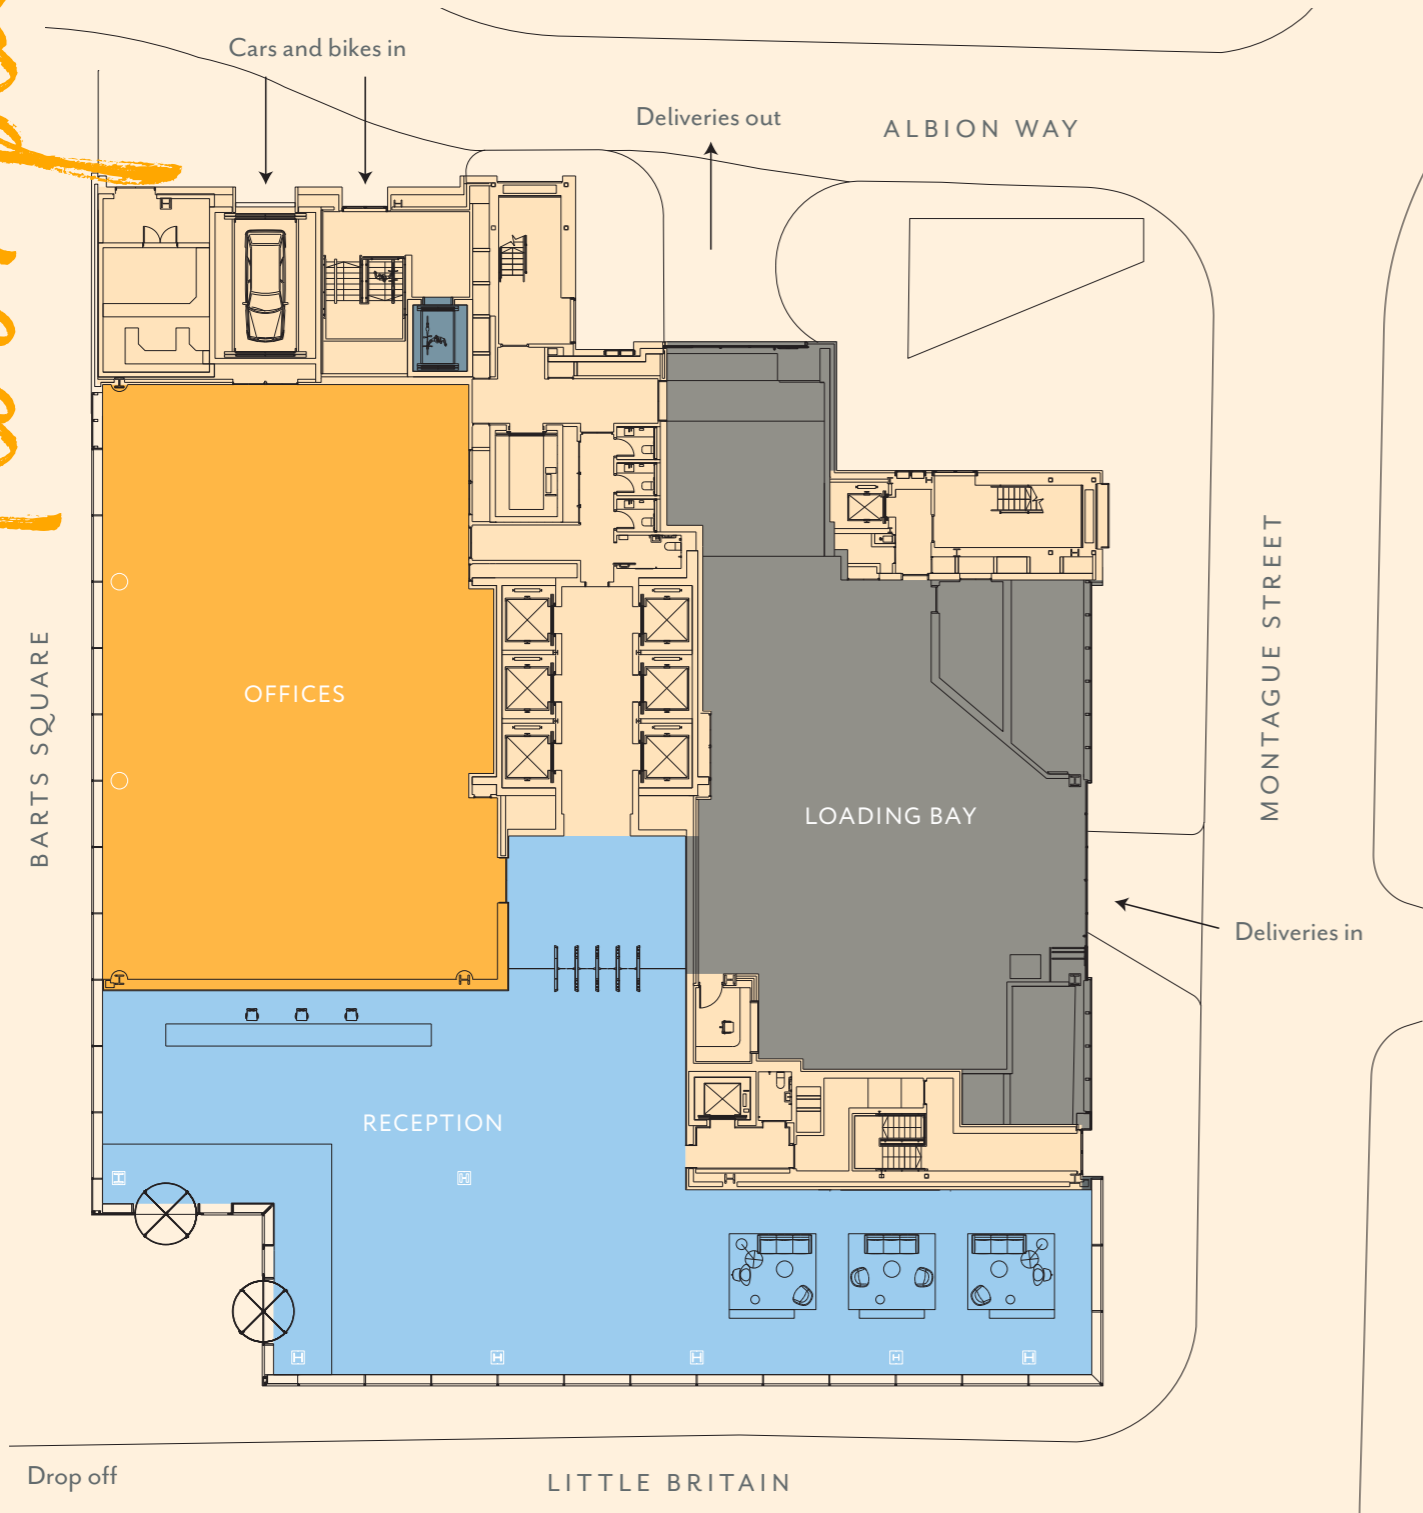 Cars and bikes in
Deliveries out
ALBION WAY
OFFICES
BARTS SQUARE
MONTAGUE STREET
LOADING BAY
Deliveries in
RECEPTION
Drop off
LITTLE BRITAIN